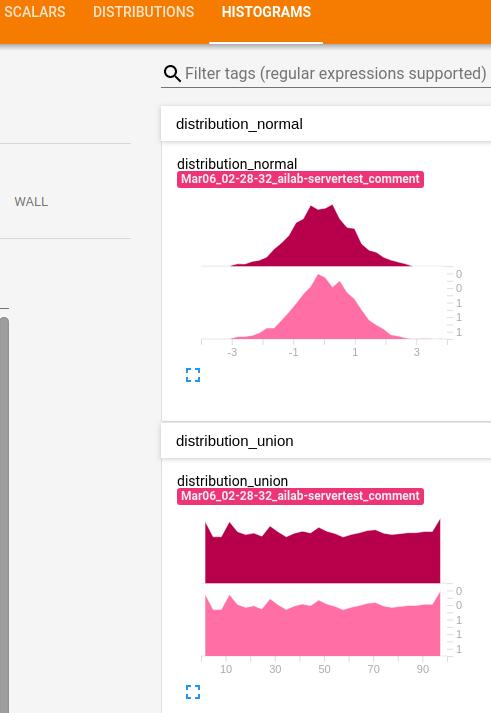 SCALARS DISTRIBUTIONS HISTOGRAMS
Filter tags (regular expressions supported)
distribution_normal
WALL
distribution_normal
Mar06_02-28-32_ailab-servertest_comment
0
0
1
1
1
-3 -1 1 3
distribution_union
distribution_union
Mar06_02-28-32_ailab-servertest_comment
0
0
1
1
1
10 30 50 70 90